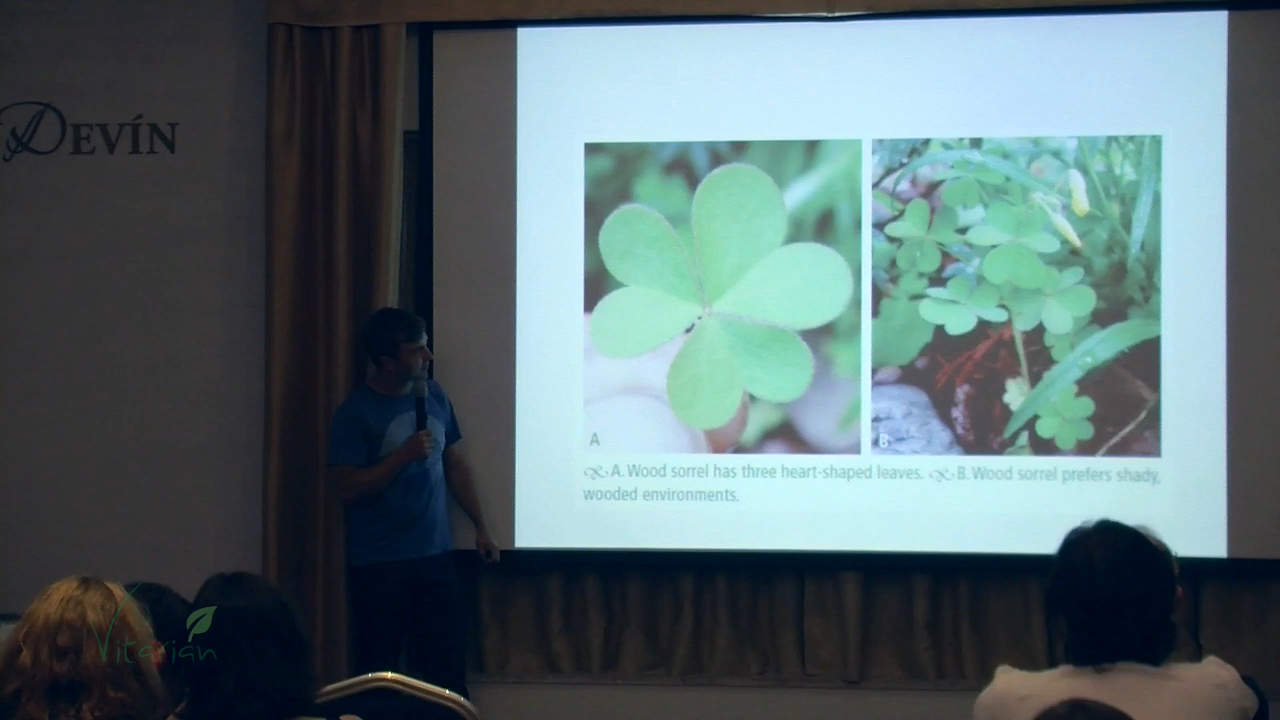 DEVÍN
A
B
A. Wood sorrel has three heart-shaped leaves. B. Wood sorrel prefers shady,
wooded environments.
Vitarian